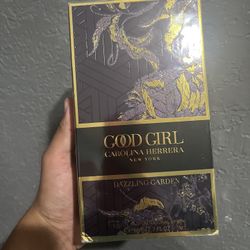 GOOD GIRL
CAROLINA HERRERA
NEW YORK
DAZZLING GARDEN